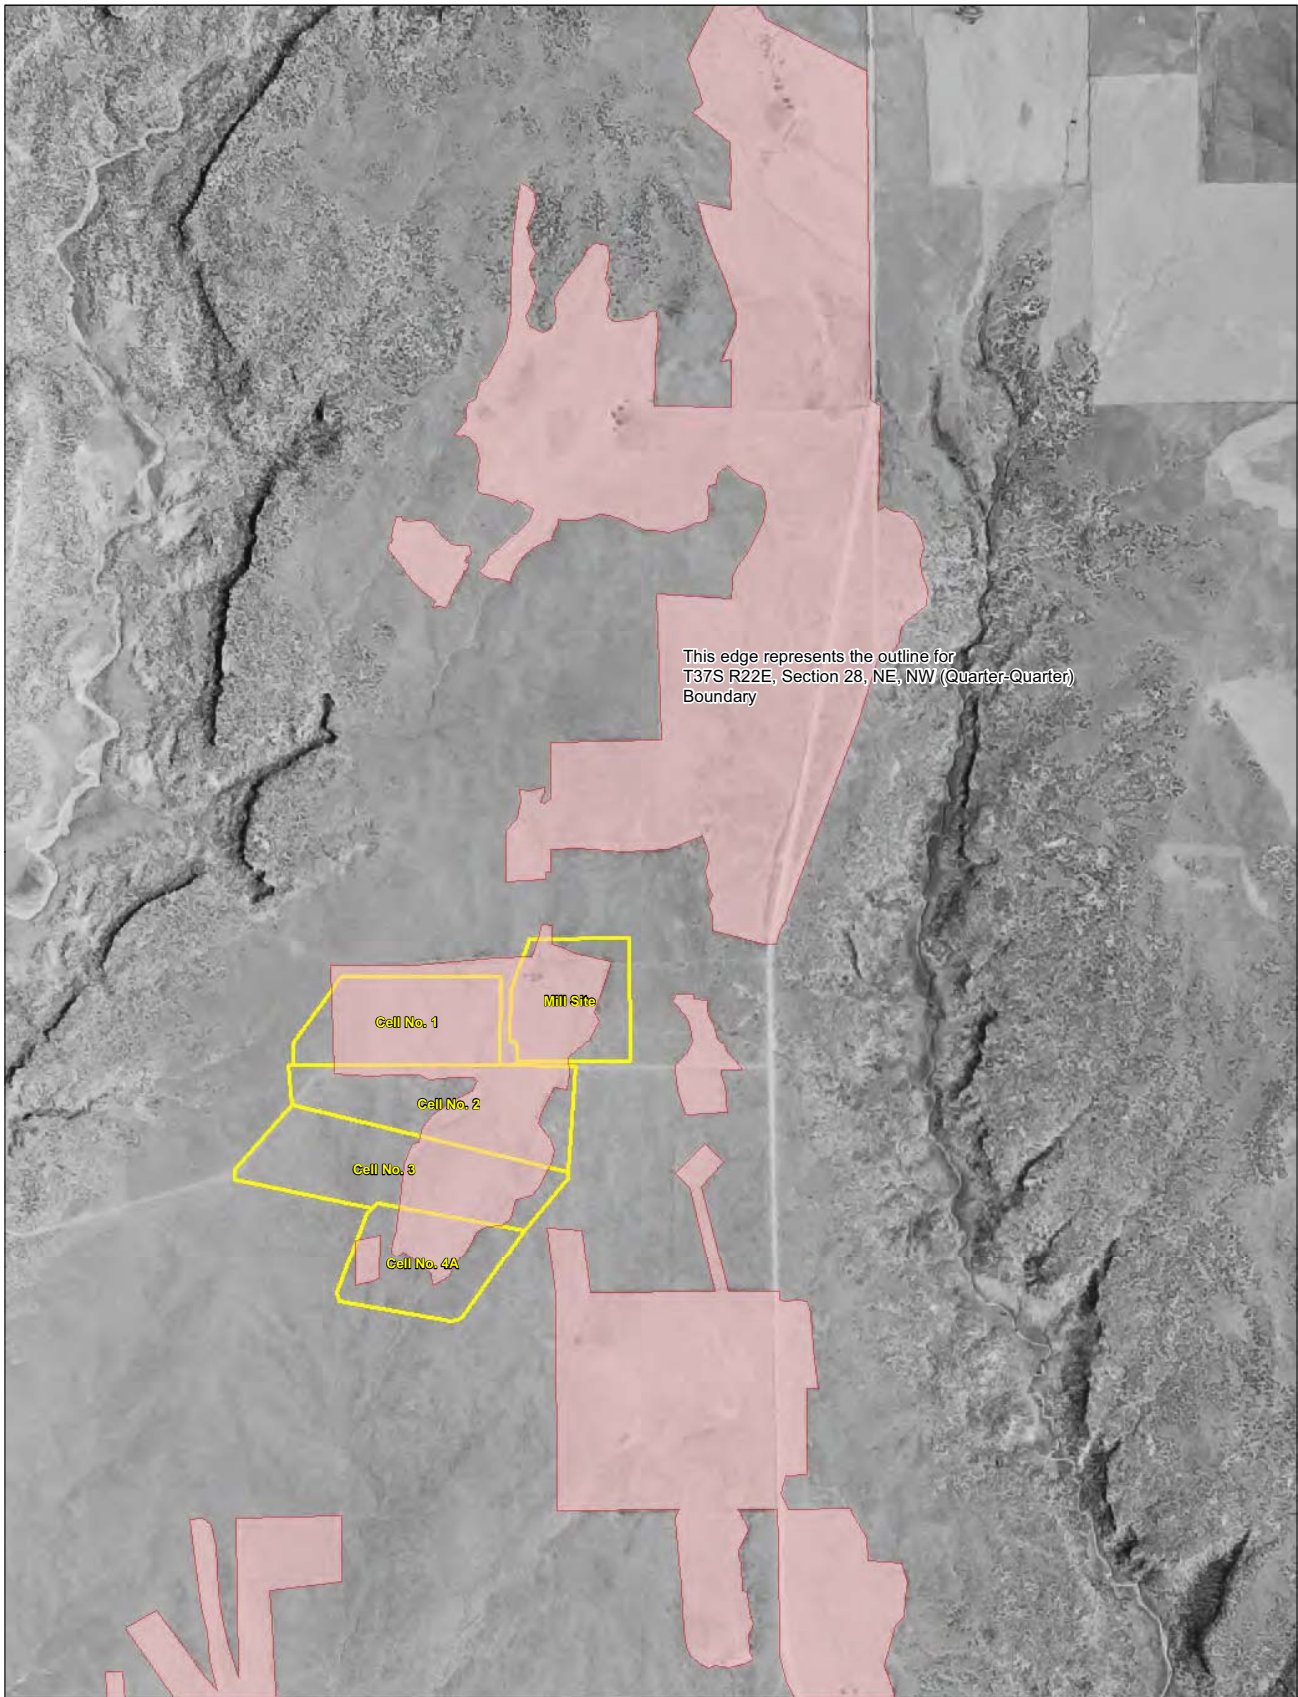 This edge represents the outline for
T37S R22E, Section 28, NE, NW (Quarter-Quarter)
Boundary
Mill Site
Cell No. 1
Cell No. 2
Cell No. 3
Cell No. 4A